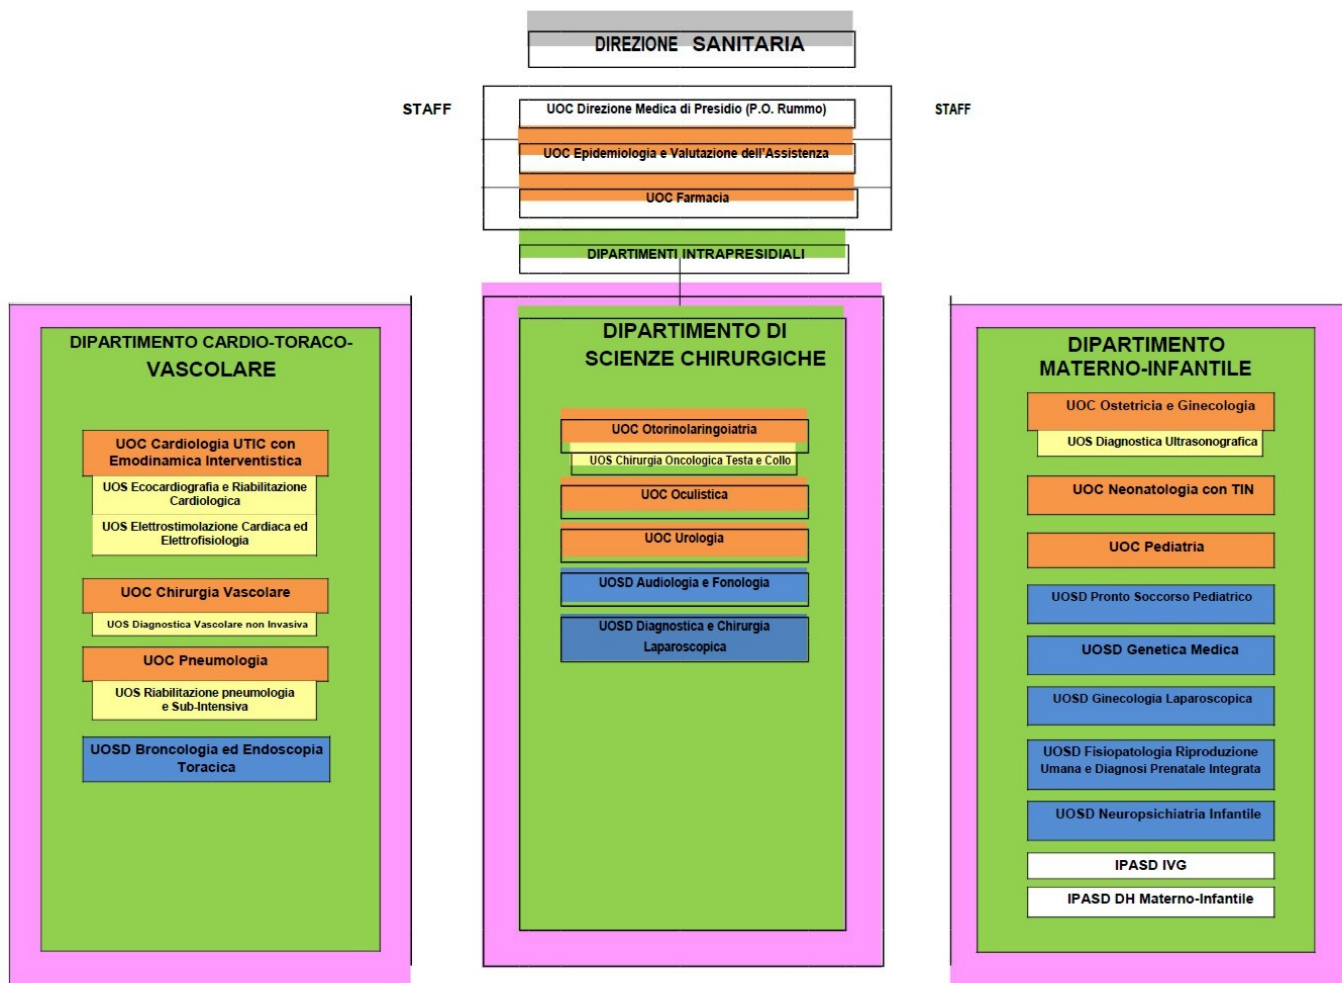 DIREZIONE SANITARIA
STAFF
UOC Direzione Medica di Presidio (P.O. Rummo)
STAFF
UOC Epidemiologia e Valutazione dell'Assistenza
UOC Farmacia
DIPARTIMENTI INTRAPRESIDIALI
DIPARTIMENTO CARDIO-TORACO-
VASCOLARE
UOC Cardiologia UTIC con
Emodinamica Interventistica
UOS Ecocardiografia e Riabilitazione
Cardiologica
UOS Elettrostimolazione Cardiaca ed
Elettrofisiologia
UOC Chirurgia Vascolare
UOS Diagnostica Vascolare non Invasiva
UOC Pneumologia
UOS Riabilitazione pneumologia
e Sub-Intensiva
UOSD Broncologia ed Endoscopia
Toracica
DIPARTIMENTO DI
SCIENZE CHIRURGICHE
UOC Otorinolaringoiatria
UOS Chirurgia Oncologica Testa e Collo
UOC Oculistica
UOC Urologia
UOSD Audiologia e Fonologia
UOSD Diagnostica e Chirurgia
Laparoscopica
DIPARTIMENTO
MATERNO-INFANTILE
UOC Ostetricia e Ginecologia
UOS Diagnostica Ultrasonografica
UOC Neonatologia con TIN
UOC Pediatria
UOSD Pronto Soccorso Pediatrico
UOSD Genetica Medica
UOSD Ginecologia Laparoscopica
UOSD Fisiopatologia Riproduzione
Umana e Diagnosi Prenatale Integrata
UOSD Neuropsichiatria Infantile
IPASD IVG
IPASD DH Materno-Infantile